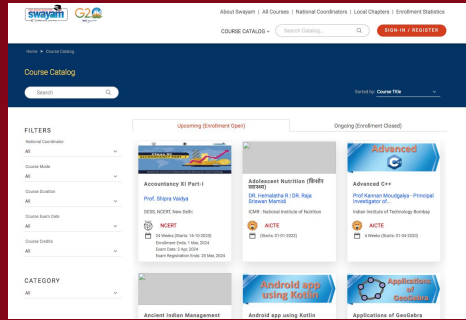 swayam
G2
About Swayam | All Courses | National Coordinators | Local Chapters | Enrollment Statistics
COURSE CATALOG
Search Catalog...
SIGN-IN / REGISTER
Home
Course Catalog
Course Catalog
Search
Sorted by: Course Title
FILTERS
National Coordinator
All
Course Mode
All
Course Duration
All
Course Exam Date
All
Course Credits
All
CATEGORY
All
Upcoming (Enrollment Open)
Ongoing (Enrollment Closed)
Accountancy XI Part-I
Prof. Shipra Vaidya
DESS, NCERT, New Delhi
NCERT
24 Weeks (Starts: 16-10-2023)
Enrollment Ends: 1 Mar, 2024
Exam Date: 2 Apr, 2024
Exam Registration Ends: 25 Mar, 2024
Adolescent Nutrition (किशोर
DR. Hemalatha R | DR. Raja
Sriswan Mamidi
ICMR - National Institute of Nutrition
AICTE
(Starts: 01-01-2022)
Advanced
C
Advanced C++
Prof Kannan Moudgalya - Principal
Investigator of...
Indian Institute of Technology Bombay
AICTE
6 Weeks (Starts: 01-04-2020)
Ancient Indian Management
Android app
using Kotlin
Android app using Kotlin
Applications
of
GeoGebra
Applications of GeoGebra